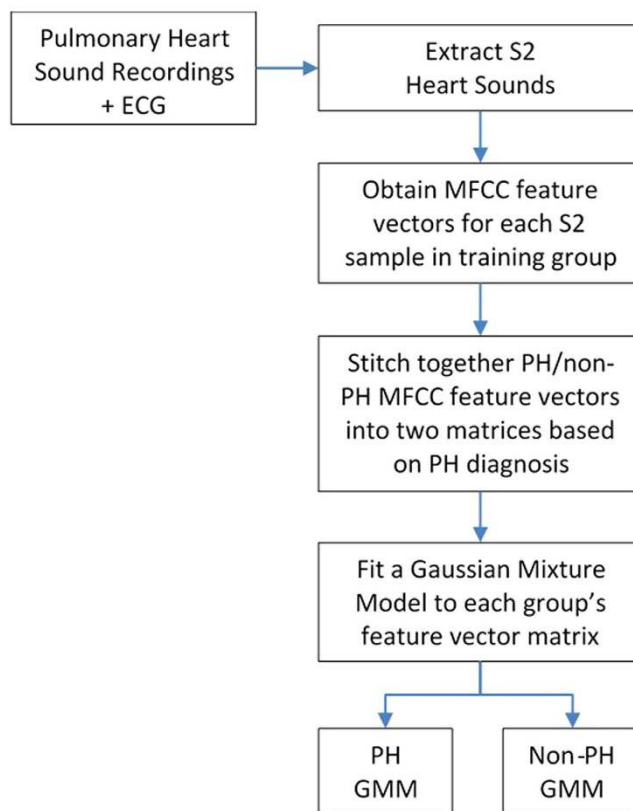 Pulmonary Heart
Sound Recordings
+ ECG
Extract S2
Heart Sounds
Obtain MFCC feature
vectors for each S2
sample in training group
Stitch together PH/non-
PH MFCC feature vectors
into two matrices based
on PH diagnosis
Fit a Gaussian Mixture
Model to each group's
feature vector matrix
PH
GMM
Non-PH
GMM